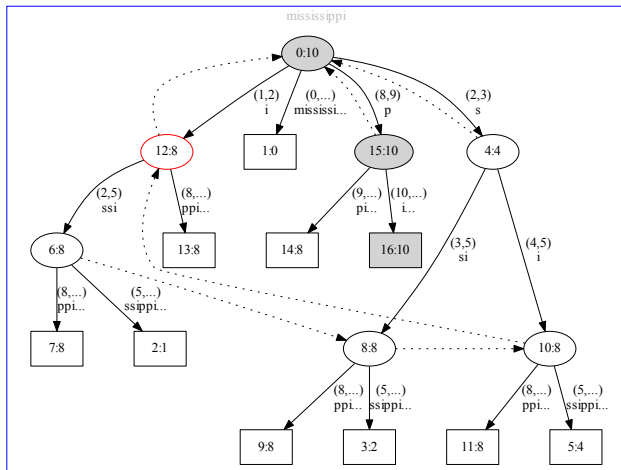 mississippi
0:10
(1,2)
i
(0,...)
mississi...
(8,9)
p
(2,3)
s
12:8
1:0
15:10
4:4
(2,5)
ssi
(8,...)
ppi...
(9,...)
pi...
(10,...)
i...
(3,5)
si
(4,5)
i
6:8
13:8
14:8
16:10
(8,...)
ppi...
(5,...)
ssippi...
7:8
2:1
8:8
10:8
(8,...)
ppi...
(5,...)
ssippi...
(8,...)
ppi...
(5,...)
ssippi...
9:8
3:2
11:8
5:4